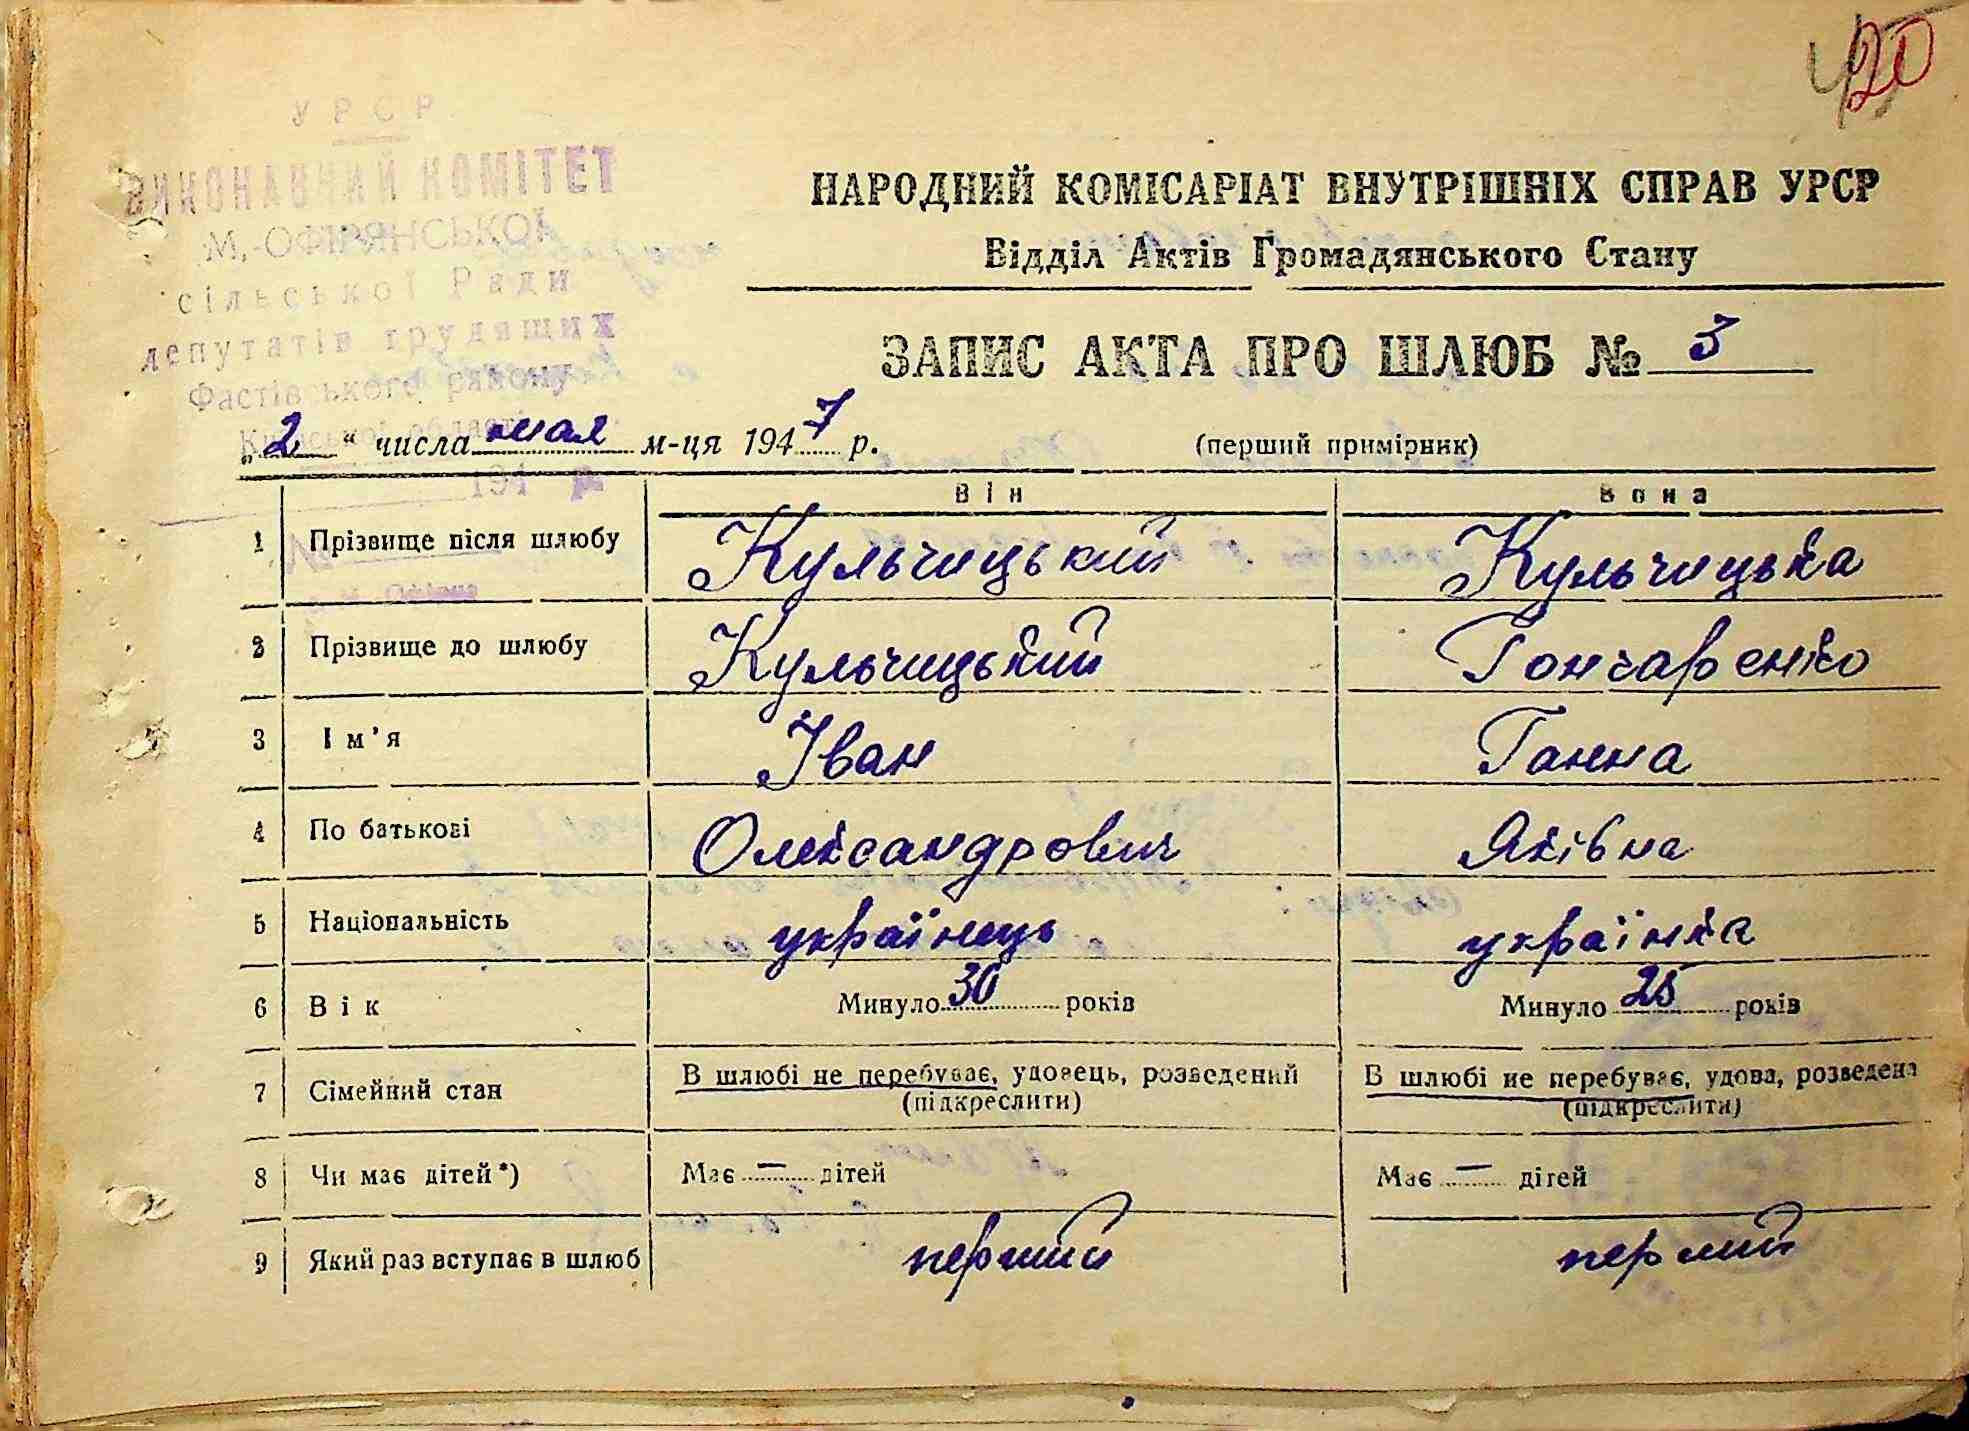 20
УРСР
ВИКОНАВЧИЙ КОМІТЕТ
М.-ОФІРЯНСЬКОЇ
сільської Ради
депутатів трудящих
Фастівського району
Київської області
194
НАРОДНИЙ КОМІСАРІАТ ВНУТРІШНІХ СПРАВ УРСР
Відділ Актів Громадянського Стану
ЗАПИС АКТА ПРО ШЛЮБ № 3
„2“ числа мая м-ця 1947 р.
(перший примірник)
Він Вона
1 Прізвище після шлюбу Кульчицький Кульчицька
2 Прізвище до шлюбу Кульчицький Гончаренко
3 Ім’я Іван Ганна
4 По батькові Олександрович Яківна
5 Національність українець українка
6 Вік Минуло 30 років Минуло 25 років
7 Сімейний стан В шлюбі не перебуває, удовець, розведений В шлюбі не перебуває, удова, розведена
(підкреслити) (підкреслити)
8 Чи має дітей*) Має — дітей Має — дітей
9 Який раз вступає в шлюб перший перший